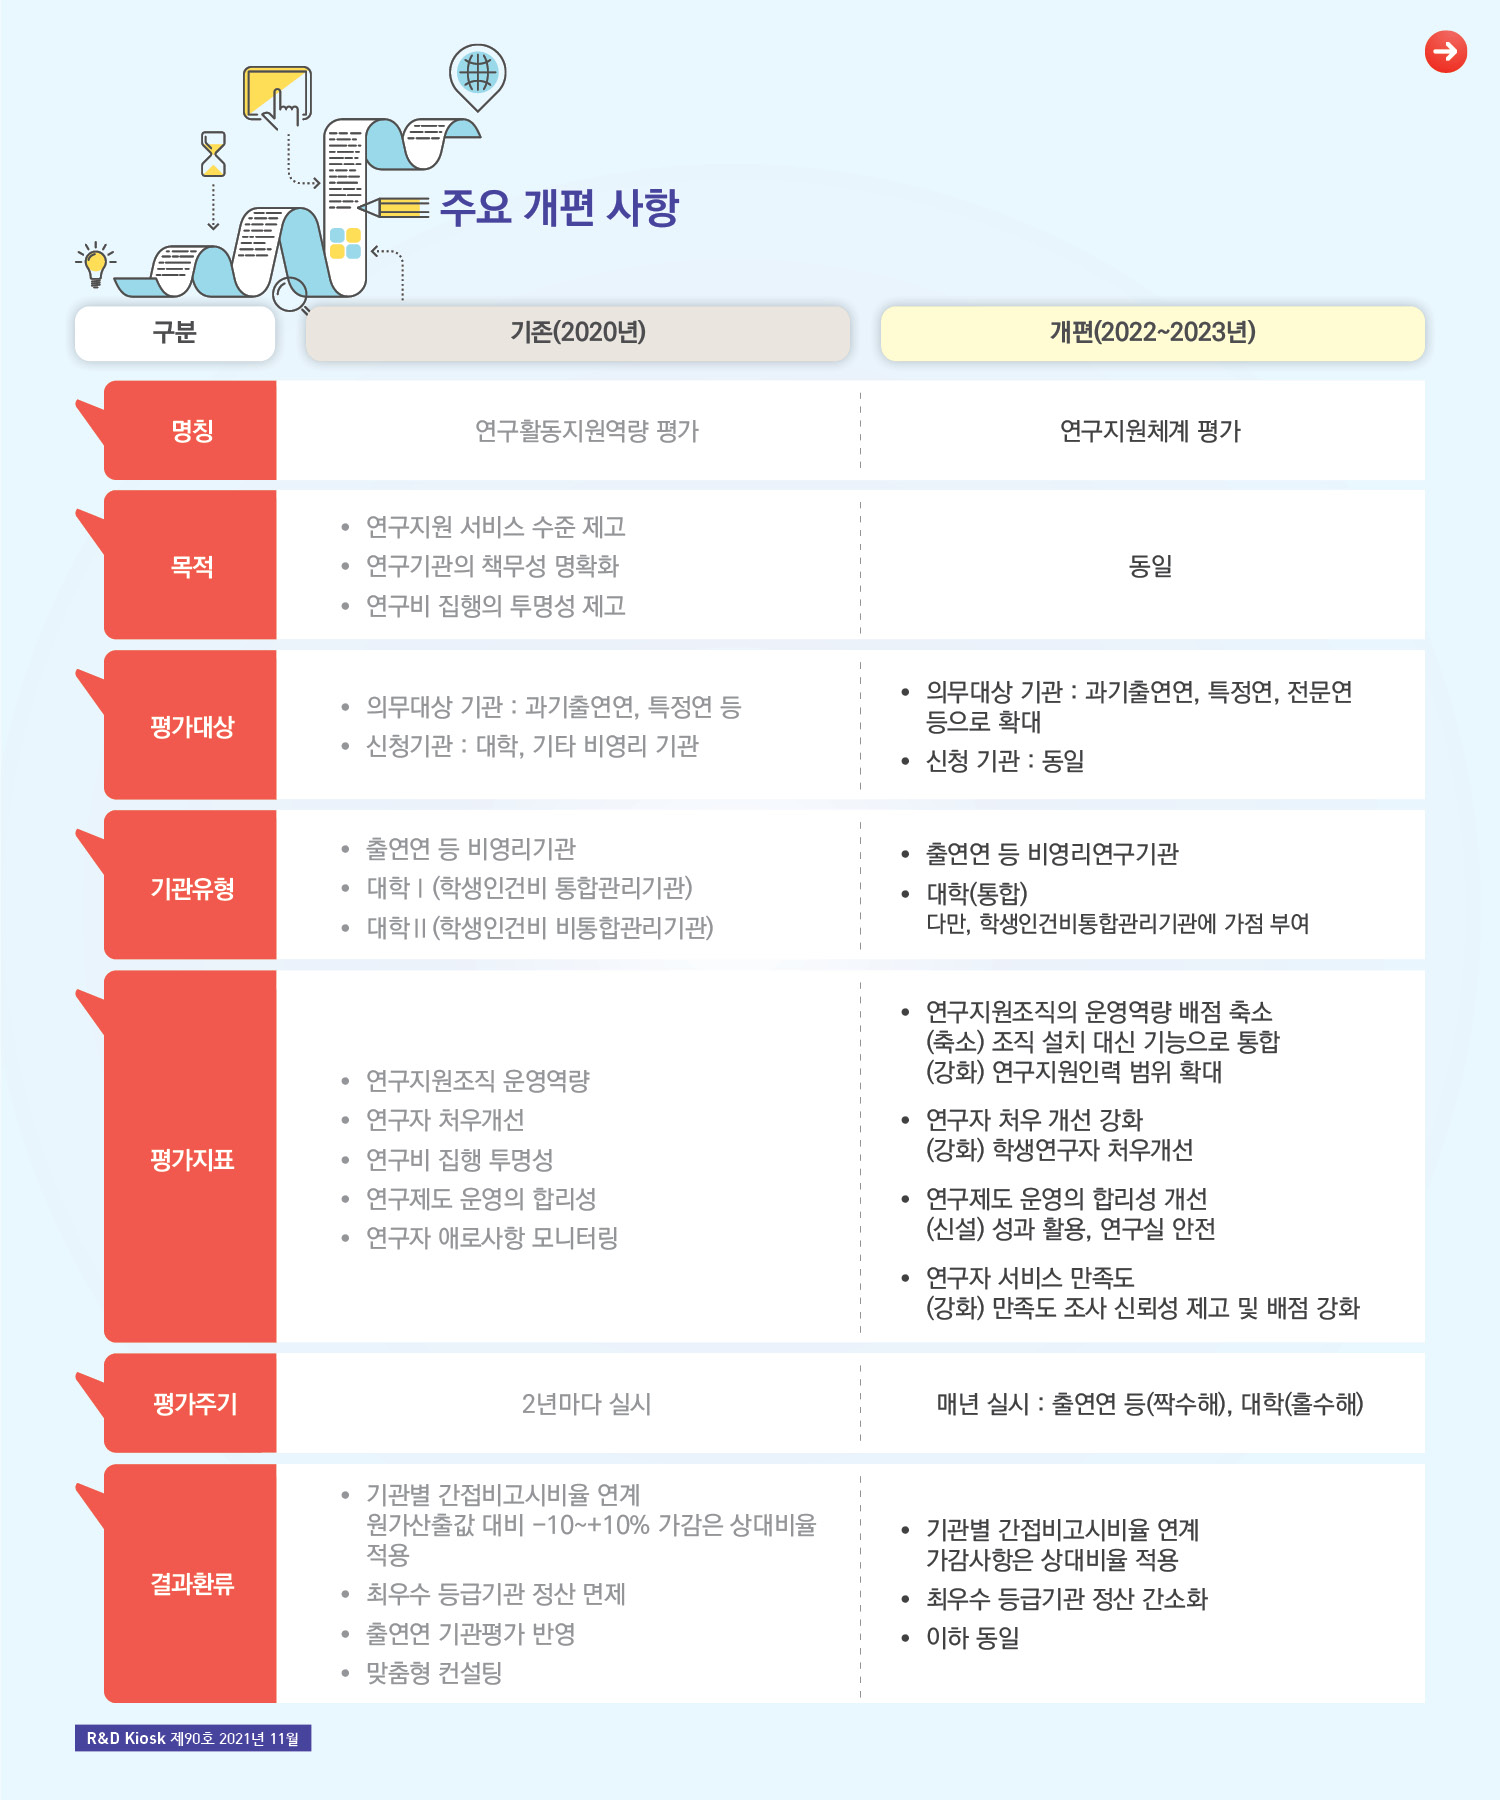 주요 개편 사항
구분
기존(2020년)
개편(2022~2023년)
명칭
연구활동지원역량 평가
연구지원체계 평가
목적
• 연구지원 서비스 수준 제고
• 연구기관의 책무성 명확화
• 연구비 집행의 투명성 제고
동일
평가대상
• 의무대상 기관 : 과기출연연, 특정연 등
• 신청기관 : 대학, 기타 비영리 기관
• 의무대상 기관 : 과기출연연, 특정연, 전문연
등으로 확대
• 신청 기관 : 동일
기관유형
• 출연연 등 비영리기관
• 대학Ⅰ(학생인건비 통합관리기관)
• 대학Ⅱ(학생인건비 비통합관리기관)
• 출연연 등 비영리연구기관
• 대학(통합)
다만, 학생인건비통합관리기관에 가점 부여
평가지표
• 연구지원조직 운영역량
• 연구자 처우개선
• 연구비 집행 투명성
• 연구제도 운영의 합리성
• 연구자 애로사항 모니터링
• 연구지원조직의 운영역량 배점 축소
(축소) 조직 설치 대신 기능으로 통합
(강화) 연구지원인력 범위 확대
• 연구자 처우 개선 강화
(강화) 학생연구자 처우개선
• 연구제도 운영의 합리성 개선
(신설) 성과 활용, 연구실 안전
• 연구자 서비스 만족도
(강화) 만족도 조사 신뢰성 제고 및 배점 강화
평가주기
2년마다 실시
매년 실시 : 출연연 등(짝수해), 대학(홀수해)
결과환류
• 기관별 간접비고시비율 연계
원가산출값 대비 -10~+10% 가감은 상대비율
적용
• 최우수 등급기관 정산 면제
• 출연연 기관평가 반영
• 맞춤형 컨설팅
• 기관별 간접비고시비율 연계
가감사항은 상대비율 적용
• 최우수 등급기관 정산 간소화
• 이하 동일
R&D Kiosk 제90호 2021년 11월